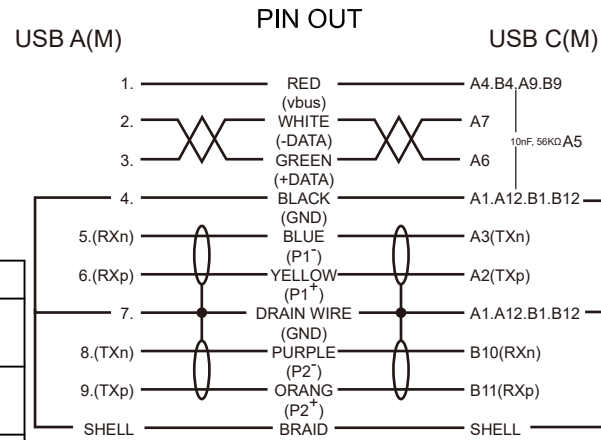 PIN OUT
USB A(M) USB C(M)
1. RED A4.B4.A9.B9
(vbus)
2. WHITE A7
(-DATA) 10nF, 56KΩ A5
3. GREEN A6
(+DATA)
4. BLACK A1.A12.B1.B12
(GND)
5.(RXn) BLUE A3(TXn)
(P1-)
6.(RXp) YELLOW A2(TXp)
(P1+)
7. DRAIN WIRE A1.A12.B1.B12
(GND)
8.(TXn) PURPLE B10(RXn)
(P2-)
9.(TXp) ORANG B11(RXp)
(P2+)
SHELL BRAID SHELL